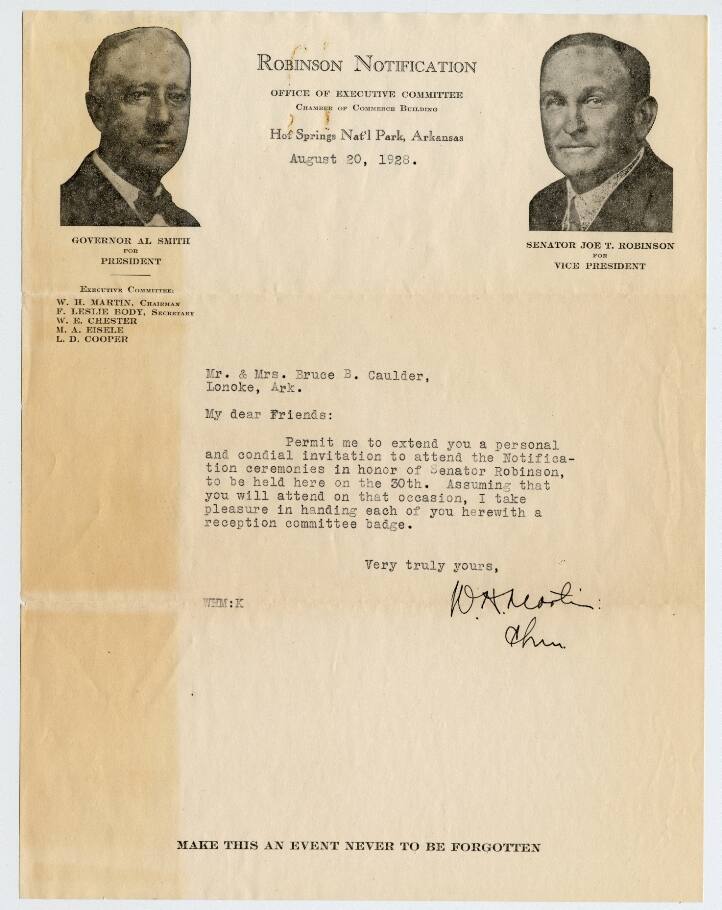 ROBINSON NOTIFICATION
OFFICE OF EXECUTIVE COMMITTEE
CHAMBER OF COMMERCE BUILDING
Hot Springs Nat'l Park, Arkansas
August 20, 1928.
GOVERNOR AL SMITH
FOR
PRESIDENT
SENATOR JOE T. ROBINSON
FOR
VICE PRESIDENT
EXECUTIVE COMMITTEE:
W. H. MARTIN, CHAIRMAN
F. LESLIE BODY, SECRETARY
W. E. CHESTER
M. A. EISELE
L. D. COOPER
Mr. & Mrs. Bruce B. Caulder,
Lonoke, Ark.
My dear Friends:
Permit me to extend you a personal
and condial invitation to attend the Notifica-
tion ceremonies in honor of Senator Robinson,
to be held here on the 30th. Assuming that
you will attend on that occasion, I take
pleasure in handing each of you herewith a
reception committee badge.
Very truly yours,
W. H. Martin:
Chm
WHM:K
MAKE THIS AN EVENT NEVER TO BE FORGOTTEN